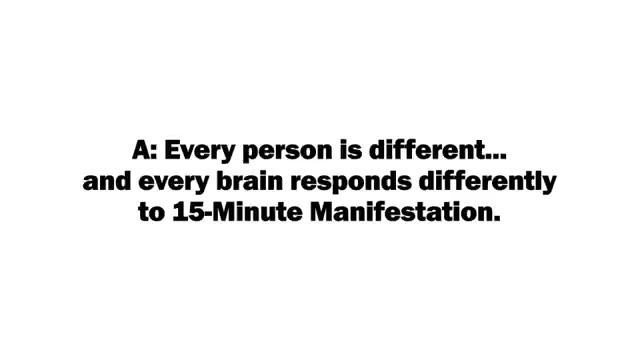 A: Every person is different...
and every brain responds differently
to 15-Minute Manifestation.